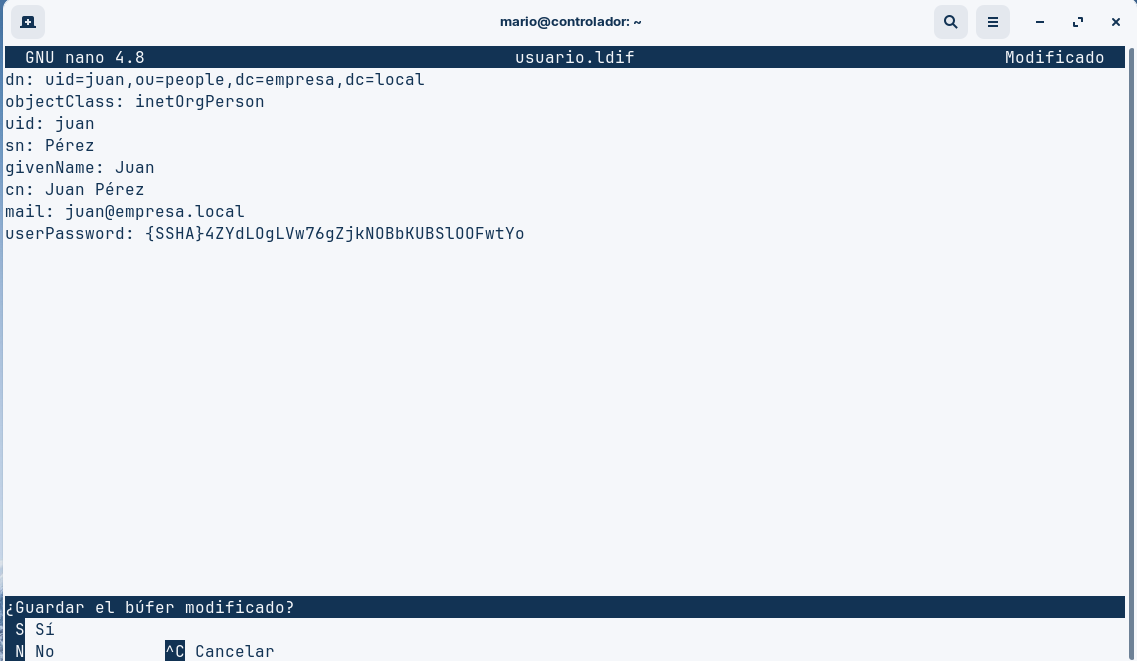 mario@controlador: ~
GNU nano 4.8 usuario.ldif Modificado
dn: uid=juan,ou=people,dc=empresa,dc=local
objectClass: inetOrgPerson
uid: juan
sn: Pérez
givenName: Juan
cn: Juan Pérez
mail: juan@empresa.local
userPassword: {SSHA}4ZYdLOgLVw76gZjkNOBbKUBSlOOFwtYo
¿Guardar el búfer modificado?
S Sí
N No ^C Cancelar